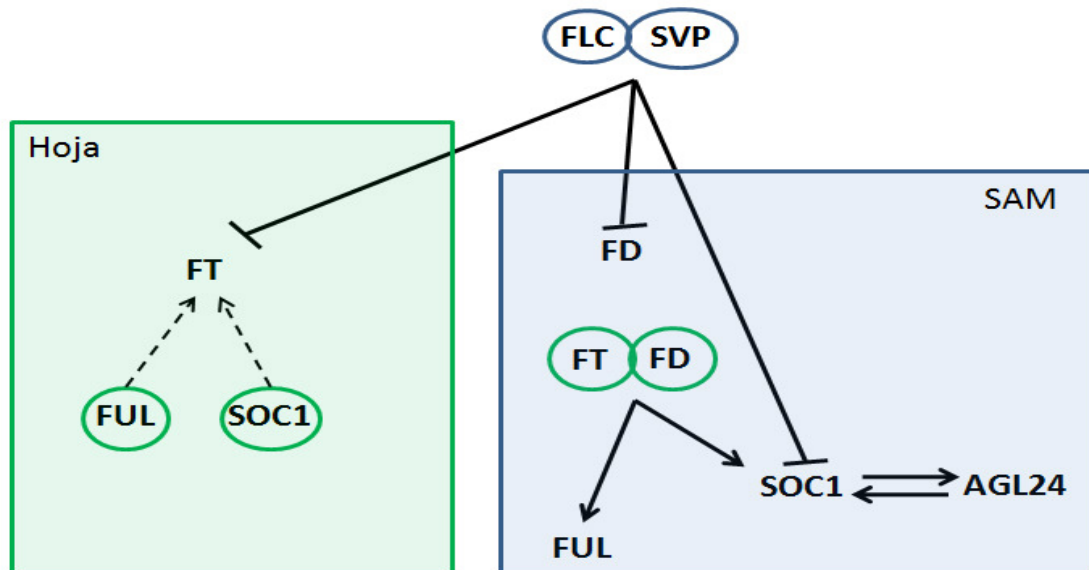 FLC SVP
Hoja
SAM
FD
FT
FT FD
FUL SOC1
SOC1 AGL24
FUL